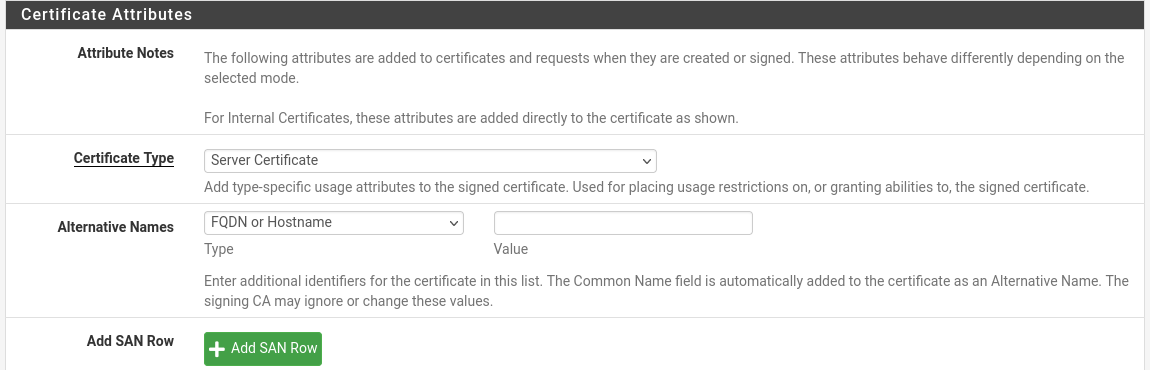 Certificate Attributes
Attribute Notes
The following attributes are added to certificates and requests when they are created or signed. These attributes behave differently depending on the
selected mode.
For Internal Certificates, these attributes are added directly to the certificate as shown.
Certificate Type
Server Certificate
Add type-specific usage attributes to the signed certificate. Used for placing usage restrictions on, or granting abilities to, the signed certificate.
Alternative Names
FQDN or Hostname
Type
Value
Enter additional identifiers for the certificate in this list. The Common Name field is automatically added to the certificate as an Alternative Name. The
signing CA may ignore or change these values.
Add SAN Row
Add SAN Row